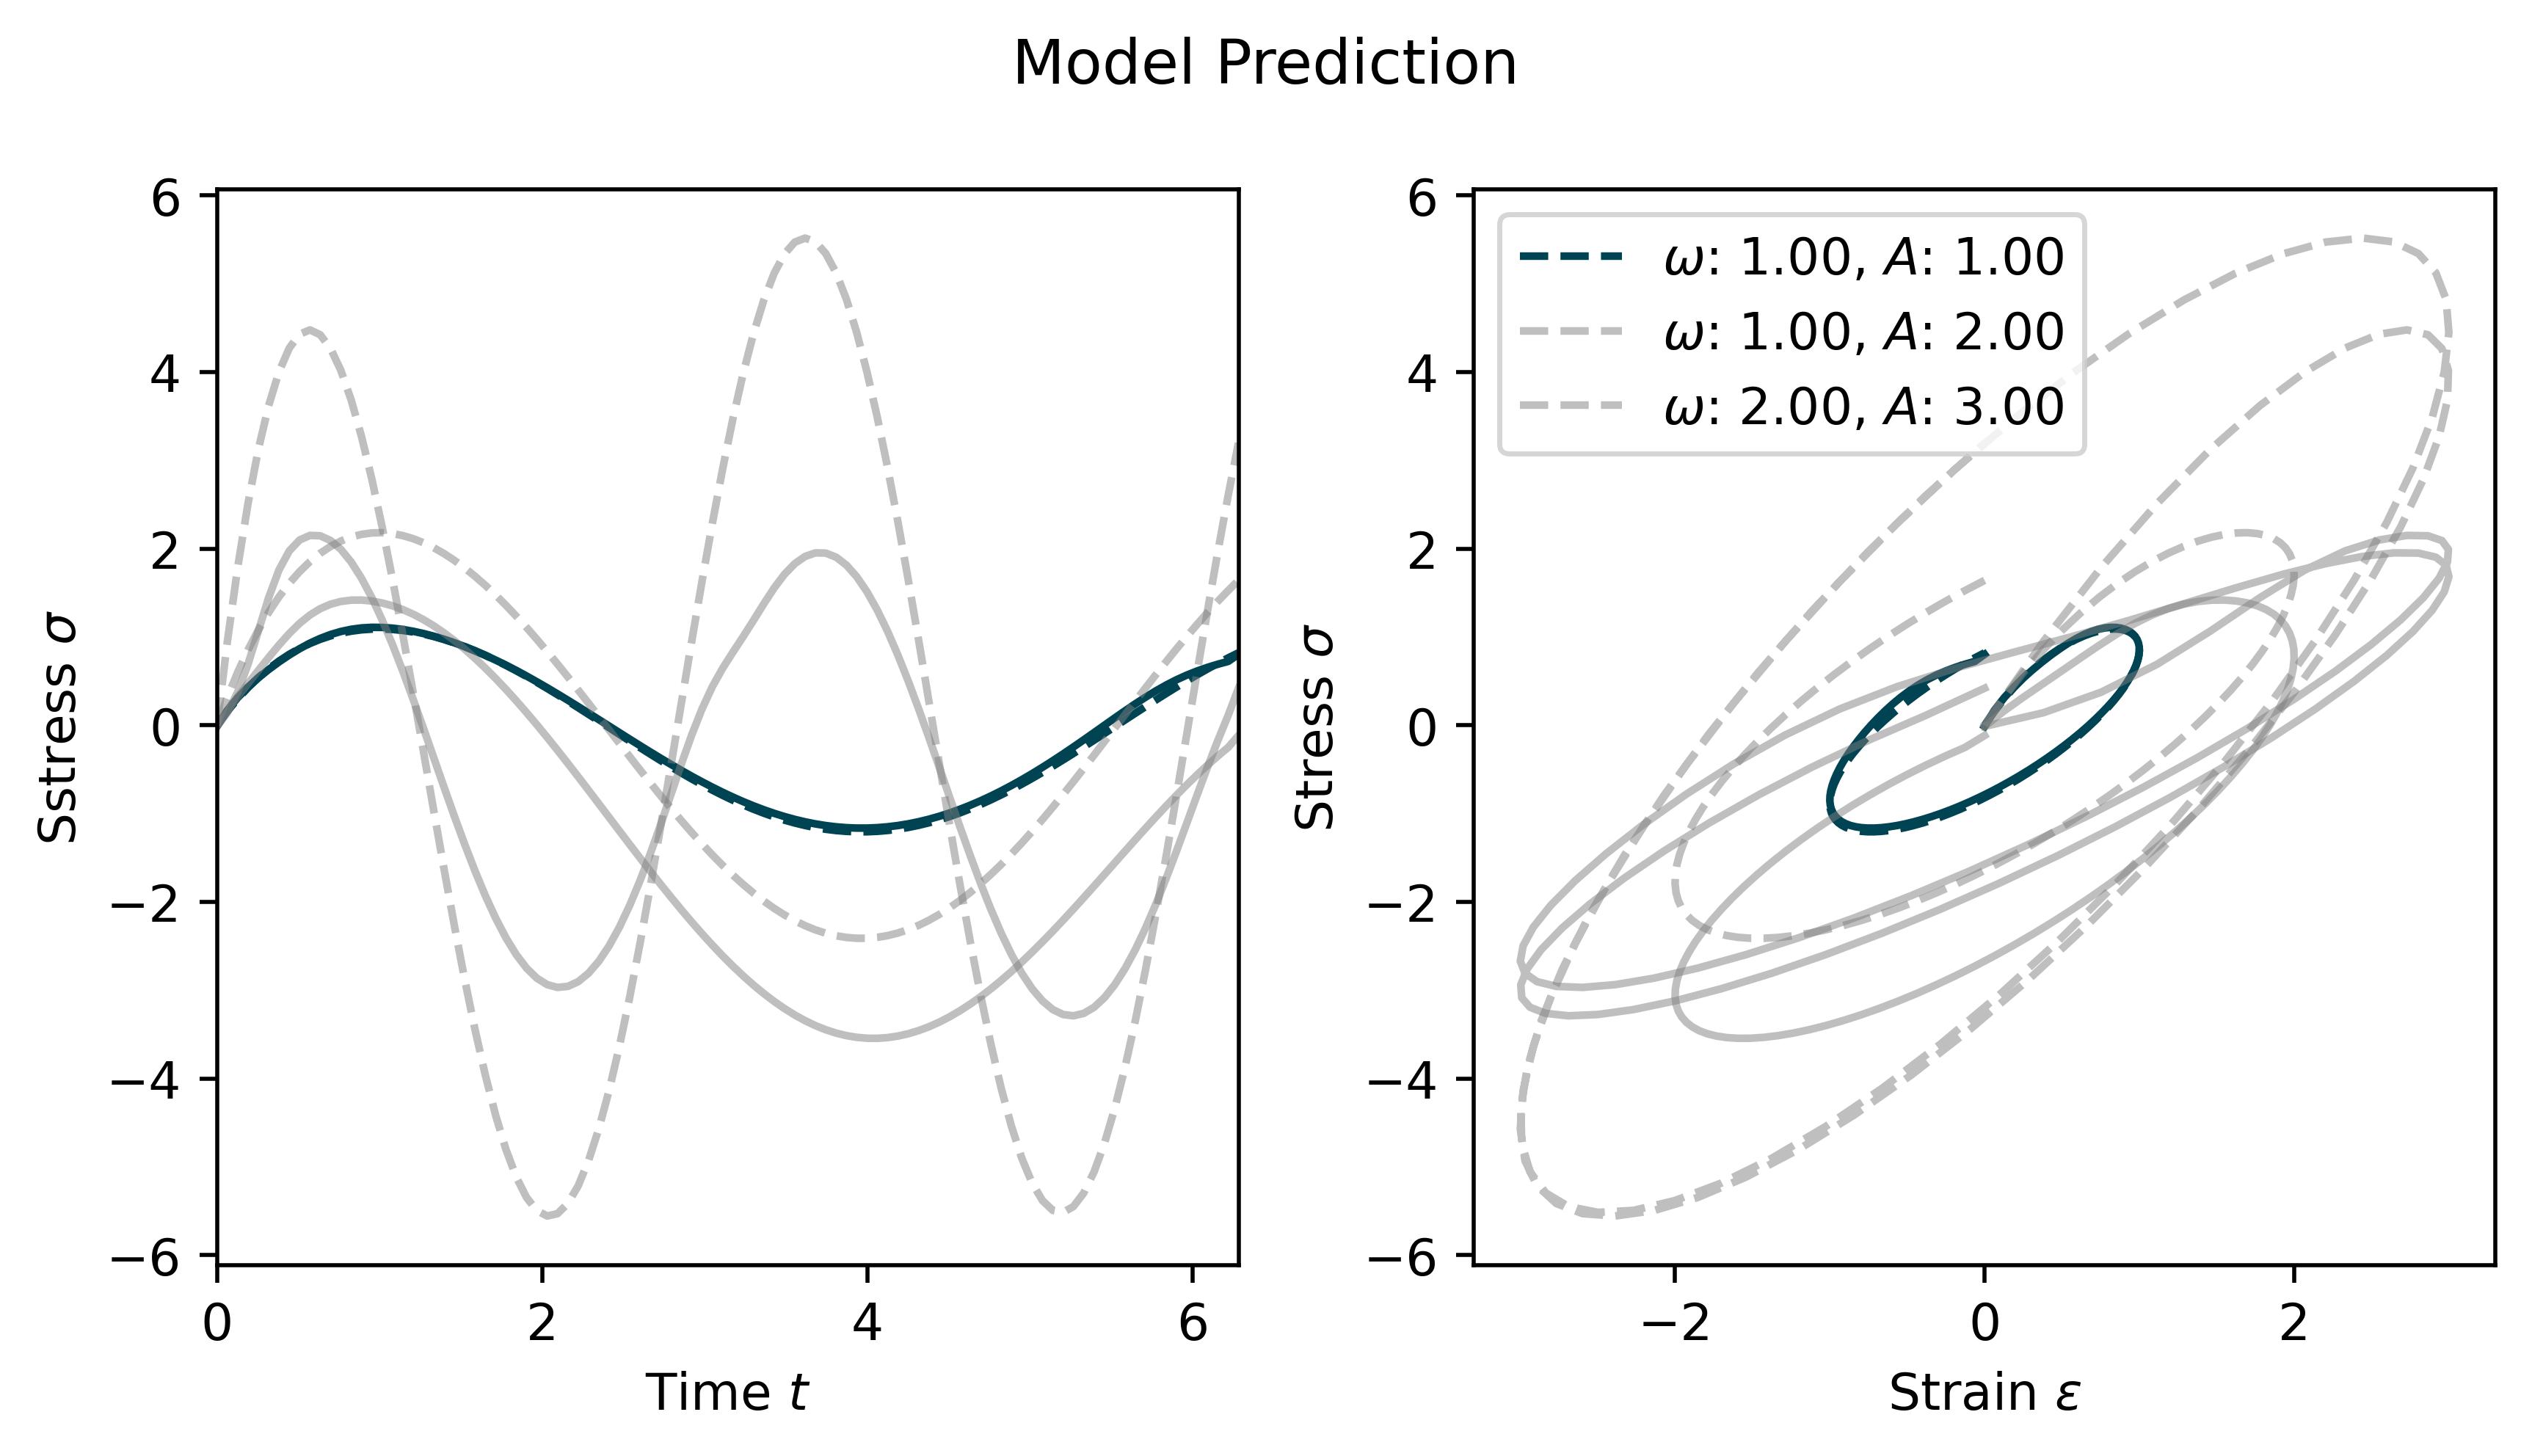 Model Prediction
6
4
2
0
−2
−4
−6
Sstress σ
0 2 4 6
Time t
6
4
2
0
−2
−4
−6
Stress σ
ω: 1.00, A: 1.00
ω: 1.00, A: 2.00
ω: 2.00, A: 3.00
−2 0 2
Strain ε